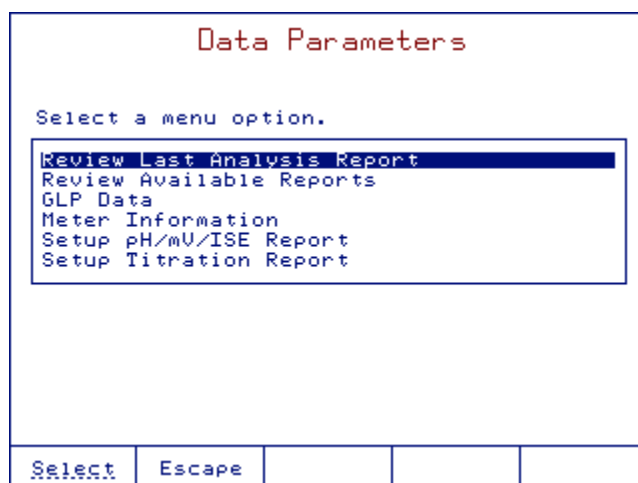 Data Parameters
Select a menu option.
Review Last Analysis Report
Review Available Reports
GLP Data
Meter Information
Setup pH/mV/ISE Report
Setup Titration Report
Select Escape